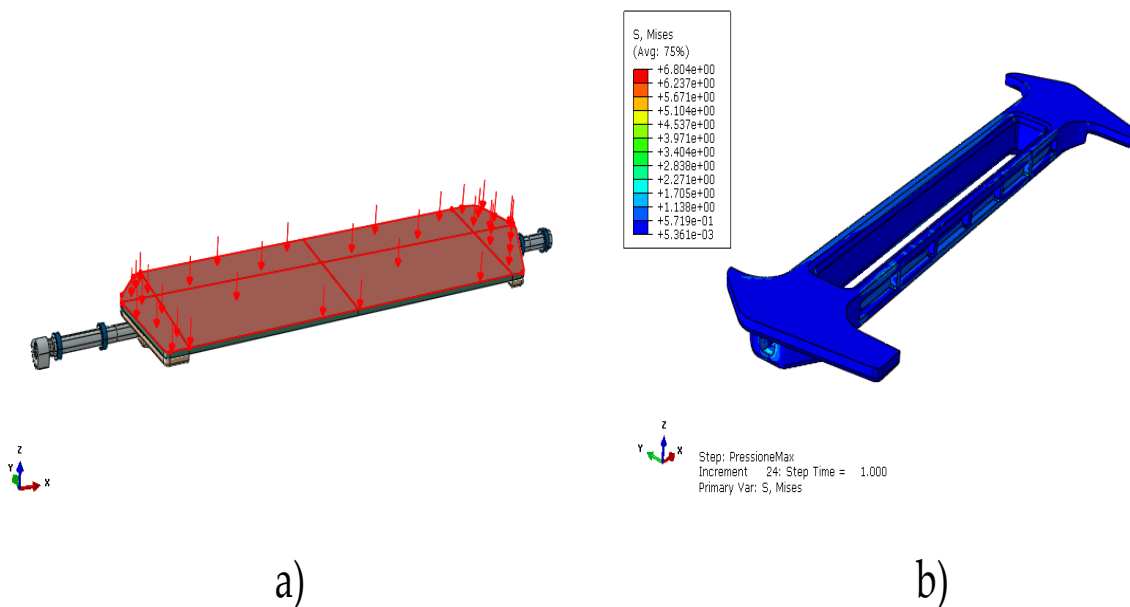 S, Mises
(Avg: 75%)
+6.804e+00
+6.237e+00
+5.671e+00
+5.104e+00
+4.537e+00
+3.971e+00
+3.404e+00
+2.838e+00
+2.271e+00
+1.705e+00
+1.138e+00
+5.719e-01
+5.361e-03
Z
Y
X
Z
Y
X
Step: PressioneMax
Increment 24: Step Time = 1.000
Primary Var: S, Mises
a)
b)